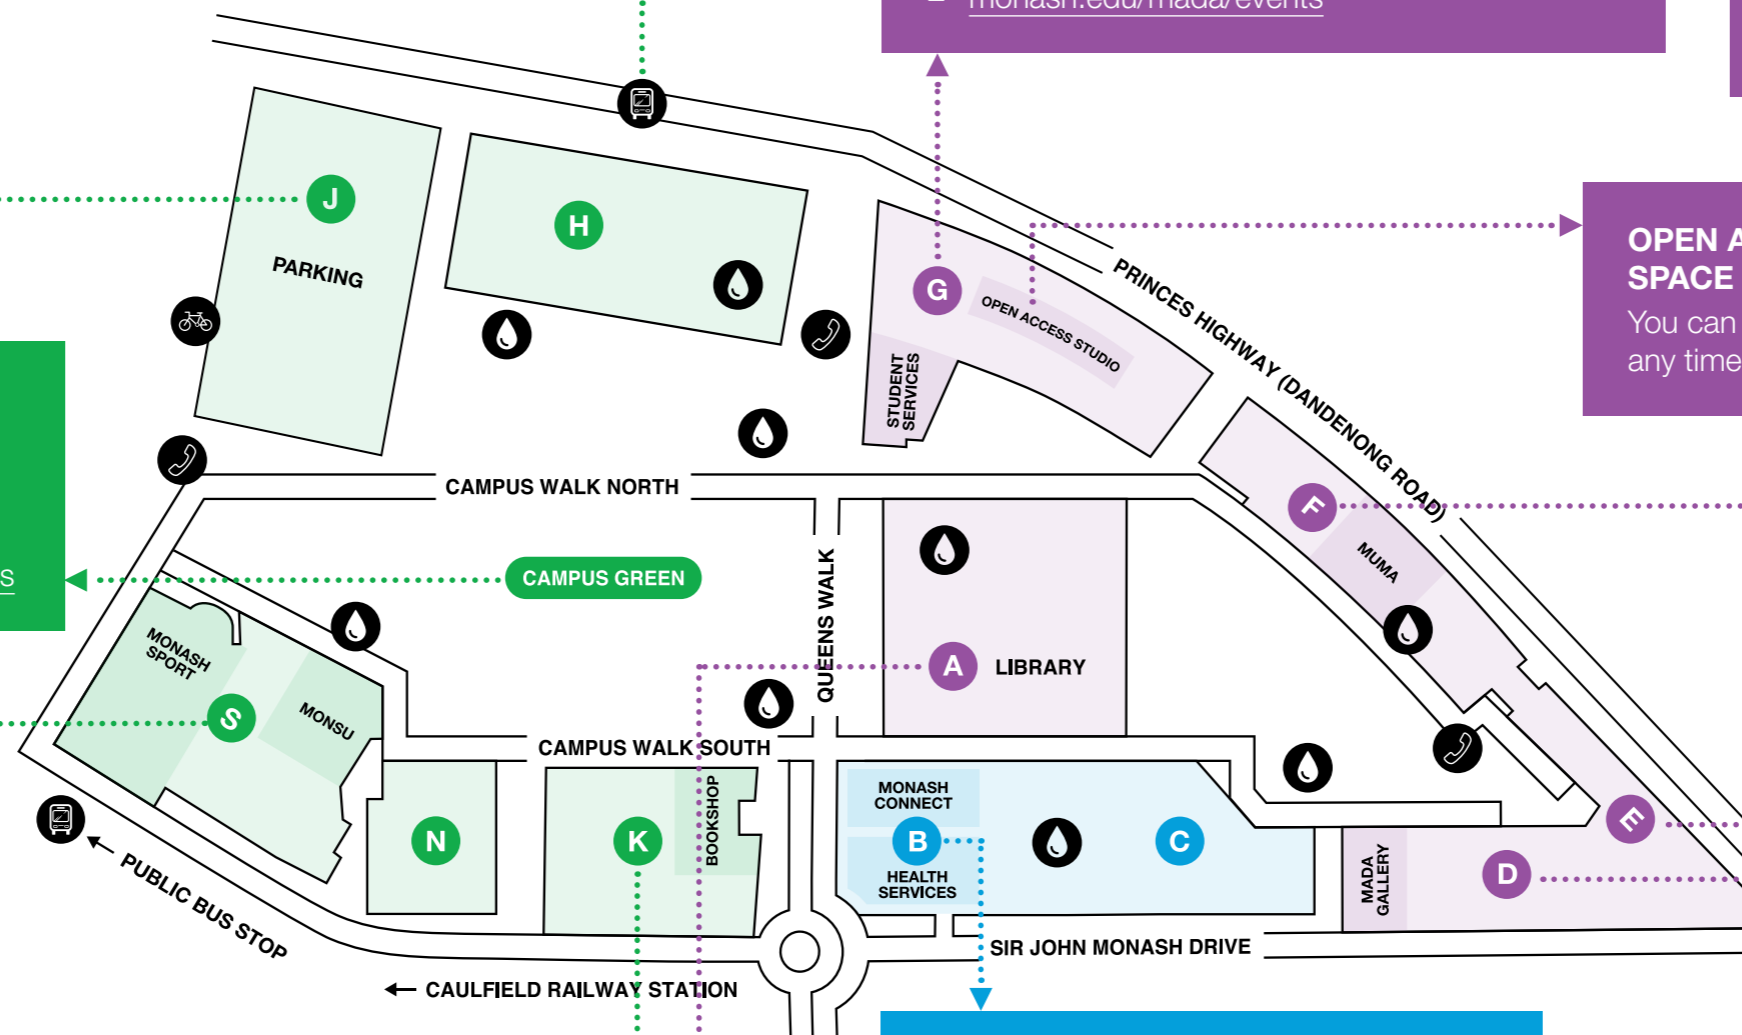 monash.edu/mada/events
J
PARKING
H
G
OPEN ACCESS STUDIO
STUDENT
SERVICES
PRINCES HIGHWAY (DANDENONG ROAD)
OPEN
SPACE
You can
any time
CAMPUS WALK NORTH
F
MUMA
CAMPUS GREEN
QUEENS WALK
A
LIBRARY
MONASH
SPORT
S
MONSU
CAMPUS WALK SOUTH
N
K
BOOKSHOP
MONASH
CONNECT
B
HEALTH
SERVICES
C
E
D
MADA
GALLERY
PUBLIC BUS STOP
SIR JOHN MONASH DRIVE
CAULFIELD RAILWAY STATION